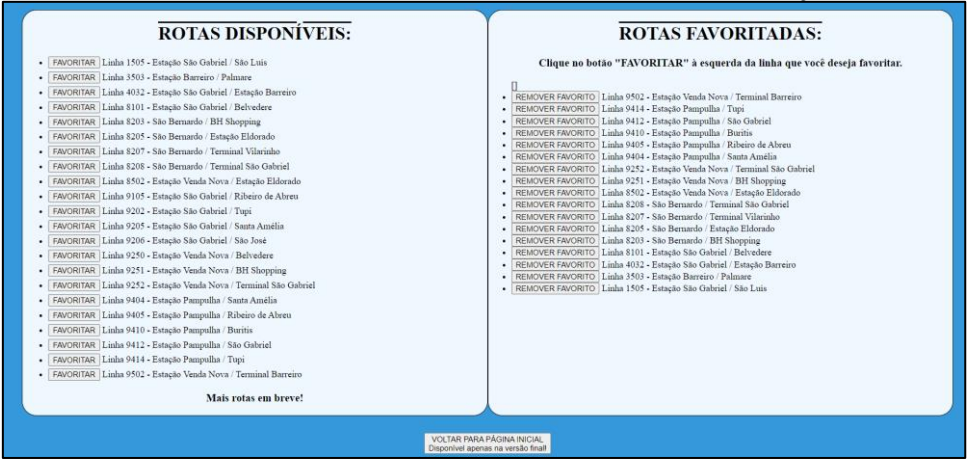 ROTAS DISPONÍVEIS:
FAVORITAR Linha 1505 - Estação São Gabriel / São Luis
FAVORITAR Linha 3503 - Estação Barreiro / Palmare
FAVORITAR Linha 4032 - Estação São Gabriel / Estação Barreiro
FAVORITAR Linha 8101 - Estação São Gabriel / Belvedere
FAVORITAR Linha 8203 - São Bernardo / BH Shopping
FAVORITAR Linha 8205 - São Bernardo / Estação Eldorado
FAVORITAR Linha 8207 - São Bernardo / Terminal Vilarinho
FAVORITAR Linha 8208 - São Bernardo / Terminal São Gabriel
FAVORITAR Linha 8502 - Estação Venda Nova / Estação Eldorado
FAVORITAR Linha 9105 - Estação São Gabriel / Ribeiro de Abreu
FAVORITAR Linha 9202 - Estação São Gabriel / Tupi
FAVORITAR Linha 9205 - Estação São Gabriel / Santa Amélia
FAVORITAR Linha 9206 - Estação São Gabriel / São José
FAVORITAR Linha 9250 - Estação Venda Nova / Belvedere
FAVORITAR Linha 9251 - Estação Venda Nova / BH Shopping
FAVORITAR Linha 9252 - Estação Venda Nova / Terminal São Gabriel
FAVORITAR Linha 9404 - Estação Pampulha / Santa Amélia
FAVORITAR Linha 9405 - Estação Pampulha / Ribeiro de Abreu
FAVORITAR Linha 9410 - Estação Pampulha / Buritis
FAVORITAR Linha 9412 - Estação Pampulha / São Gabriel
FAVORITAR Linha 9414 - Estação Pampulha / Tupi
FAVORITAR Linha 9502 - Estação Venda Nova / Terminal Barreiro
Mais rotas em breve!
ROTAS FAVORITADAS:
Clique no botão "FAVORITAR" à esquerda da linha que você deseja favoritar.
[]
REMOVER FAVORITO Linha 9502 - Estação Venda Nova / Terminal Barreiro
REMOVER FAVORITO Linha 9414 - Estação Pampulha / Tupi
REMOVER FAVORITO Linha 9412 - Estação Pampulha / São Gabriel
REMOVER FAVORITO Linha 9410 - Estação Pampulha / Buritis
REMOVER FAVORITO Linha 9405 - Estação Pampulha / Ribeiro de Abreu
REMOVER FAVORITO Linha 9404 - Estação Pampulha / Santa Amélia
REMOVER FAVORITO Linha 9252 - Estação Venda Nova / Terminal São Gabriel
REMOVER FAVORITO Linha 9251 - Estação Venda Nova / BH Shopping
REMOVER FAVORITO Linha 8502 - Estação Venda Nova / Estação Eldorado
REMOVER FAVORITO Linha 8208 - São Bernardo / Terminal São Gabriel
REMOVER FAVORITO Linha 8207 - São Bernardo / Terminal Vilarinho
REMOVER FAVORITO Linha 8205 - São Bernardo / Estação Eldorado
REMOVER FAVORITO Linha 8203 - São Bernardo / BH Shopping
REMOVER FAVORITO Linha 8101 - Estação São Gabriel / Belvedere
REMOVER FAVORITO Linha 4032 - Estação São Gabriel / Estação Barreiro
REMOVER FAVORITO Linha 3503 - Estação Barreiro / Palmare
REMOVER FAVORITO Linha 1505 - Estação São Gabriel / São Luis
VOLTAR PARA PÁGINA INICIAL
Disponível apenas na versão final!